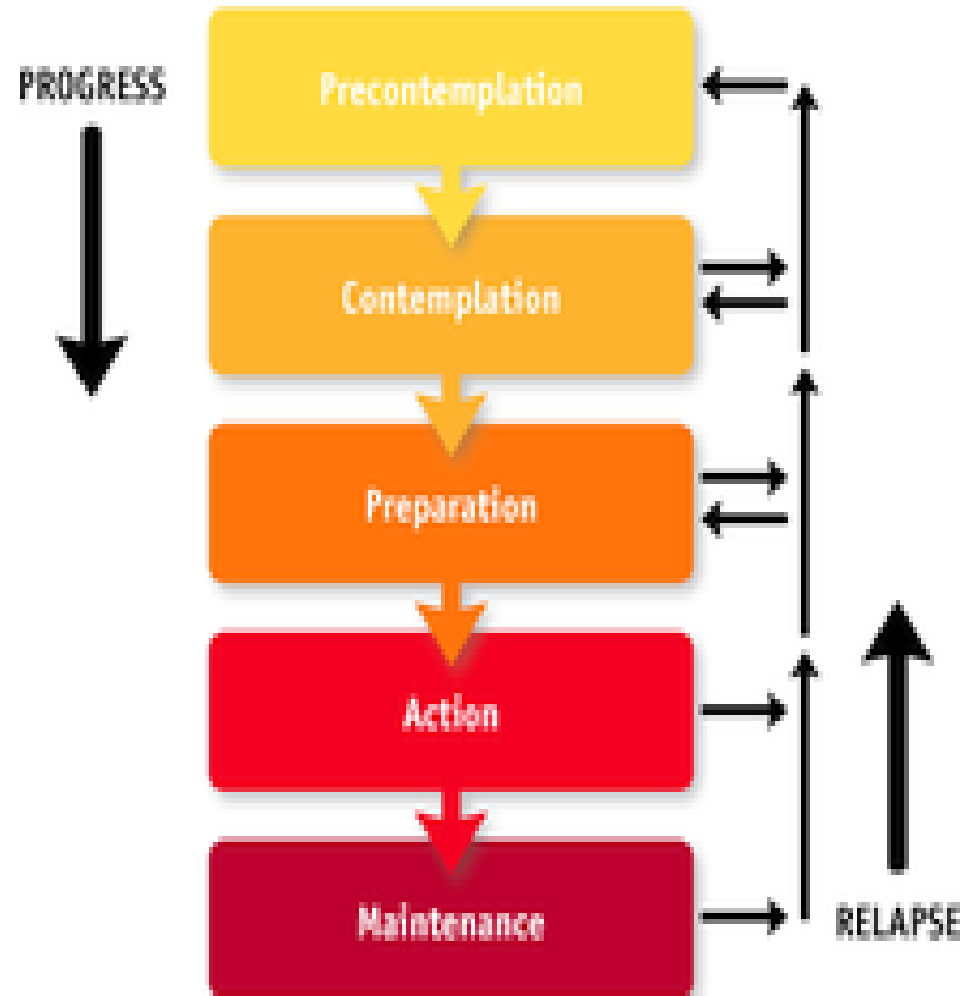 PROGRESS
Precontemplation
Contemplation
Preparation
Action
Maintenance
RELAPSE